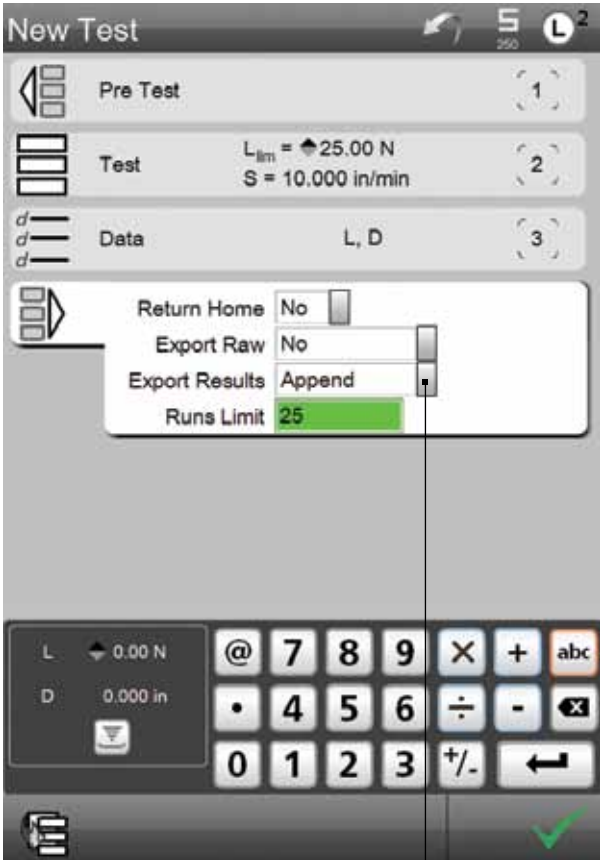 New Test
S
250
L 2
Pre Test
1
Test
Llim = 25.00 N
S = 10.000 in/min
2
d
d
d
Data
L, D
3
Return Home No
Export Raw No
Export Results Append
Runs Limit 25
L 0.00 N
D 0.000 in
@ 7 8 9 × + abc
• 4 5 6 ÷ -
0 1 2 3 +/-